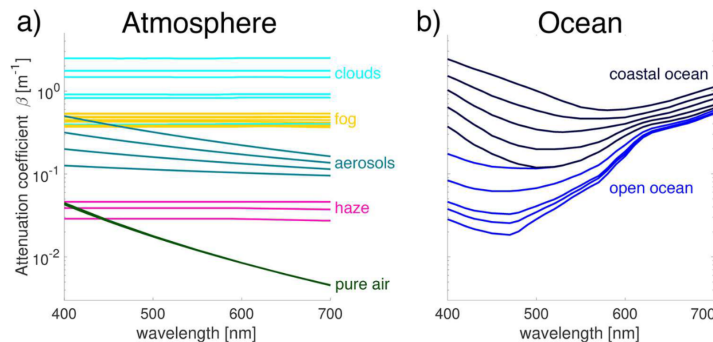 a) Atmosphere
Attenuation coefficient β [m⁻¹]
10⁰
10⁻¹
10⁻²
clouds
fog
aerosols
haze
pure air
400 500 600 700
wavelength [nm]
b) Ocean
coastal ocean
open ocean
400 500 600 700
wavelength [nm]